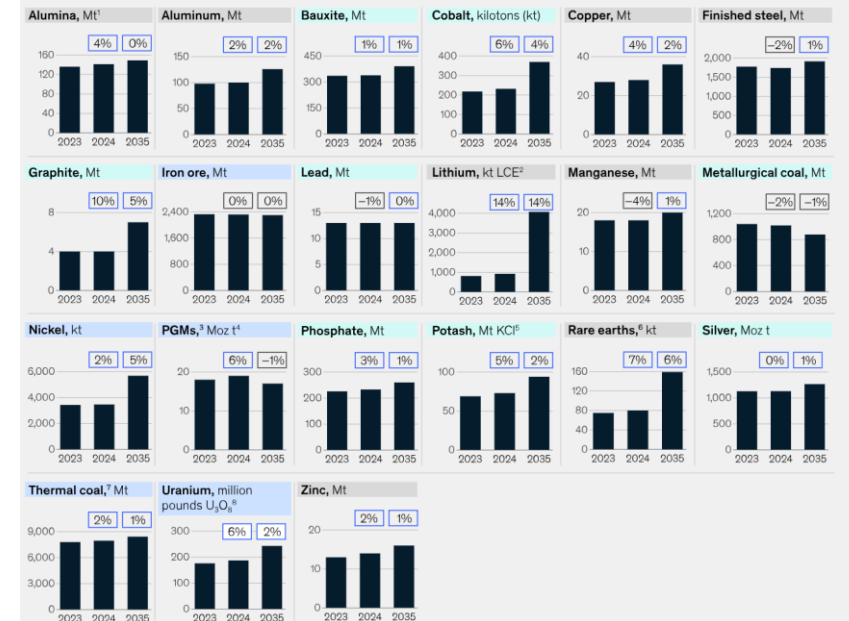 Alumina, Mt¹
4% 0%
160
120
80
40
0
2023 2024 2035
Aluminum, Mt
2% 2%
150
100
50
0
2023 2024 2035
Bauxite, Mt
1% 1%
450
300
150
0
2023 2024 2035
Cobalt, kilotons (kt)
6% 4%
400
300
200
100
0
2023 2024 2035
Copper, Mt
4% 2%
40
20
0
2023 2024 2035
Finished steel, Mt
–2% 1%
2,000
1,500
1,000
500
0
2023 2024 2035
Graphite, Mt
10% 5%
8
4
0
2023 2024 2035
Iron ore, Mt
0% 0%
2,400
1,600
800
0
2023 2024 2035
Lead, Mt
–1% 0%
15
10
5
0
2023 2024 2035
Lithium, kt LCE²
14% 14%
4,000
3,000
2,000
1,000
0
2023 2024 2035
Manganese, Mt
–4% 1%
20
10
0
2023 2024 2035
Metallurgical coal, Mt
–2% –1%
1,200
800
400
0
2023 2024 2035
Nickel, kt
2% 5%
6,000
4,000
2,000
0
2023 2024 2035
PGMs,³ Moz t⁴
6% –1%
20
10
0
2023 2024 2035
Phosphate, Mt
3% 1%
300
200
100
0
2023 2024 2035
Potash, Mt KCl⁵
5% 2%
100
50
0
2023 2024 2035
Rare earths,⁶ kt
7% 6%
160
120
80
40
0
2023 2024 2035
Silver, Moz t
0% 1%
1,500
1,000
500
0
2023 2024 2035
Thermal coal,⁷ Mt
2% 1%
9,000
6,000
3,000
0
2023 2024 2035
Uranium, million
pounds U₃O₈⁸
6% 2%
300
200
100
0
2023 2024 2035
Zinc, Mt
2% 1%
20
10
0
2023 2024 2035